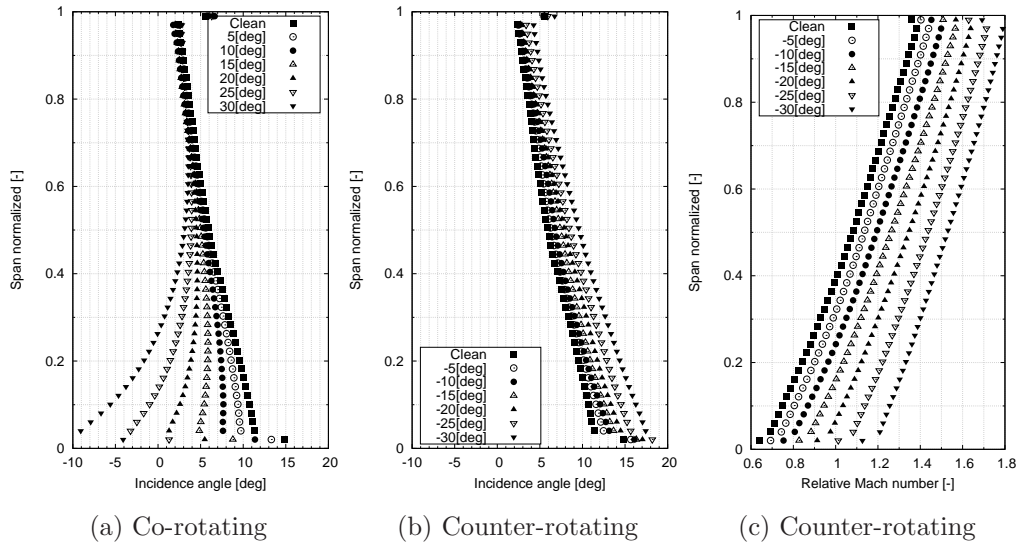 1
0.8
0.6
0.4
0.2
0
-10
-5
0
5
10
15
20
Span normalized [-]
Incidence angle [deg]
Clean
5[deg]
10[deg]
15[deg]
20[deg]
25[deg]
30[deg]
(a) Co-rotating
1
0.8
0.6
0.4
0.2
0
-10
-5
0
5
10
15
20
Span normalized [-]
Incidence angle [deg]
Clean
-5[deg]
-10[deg]
-15[deg]
-20[deg]
-25[deg]
-30[deg]
(b) Counter-rotating
1
0.8
0.6
0.4
0.2
0
0.6
0.8
1
1.2
1.4
1.6
1.8
Span normalized [-]
Relative Mach number [-]
Clean
-5[deg]
-10[deg]
-15[deg]
-20[deg]
-25[deg]
-30[deg]
(c) Counter-rotating